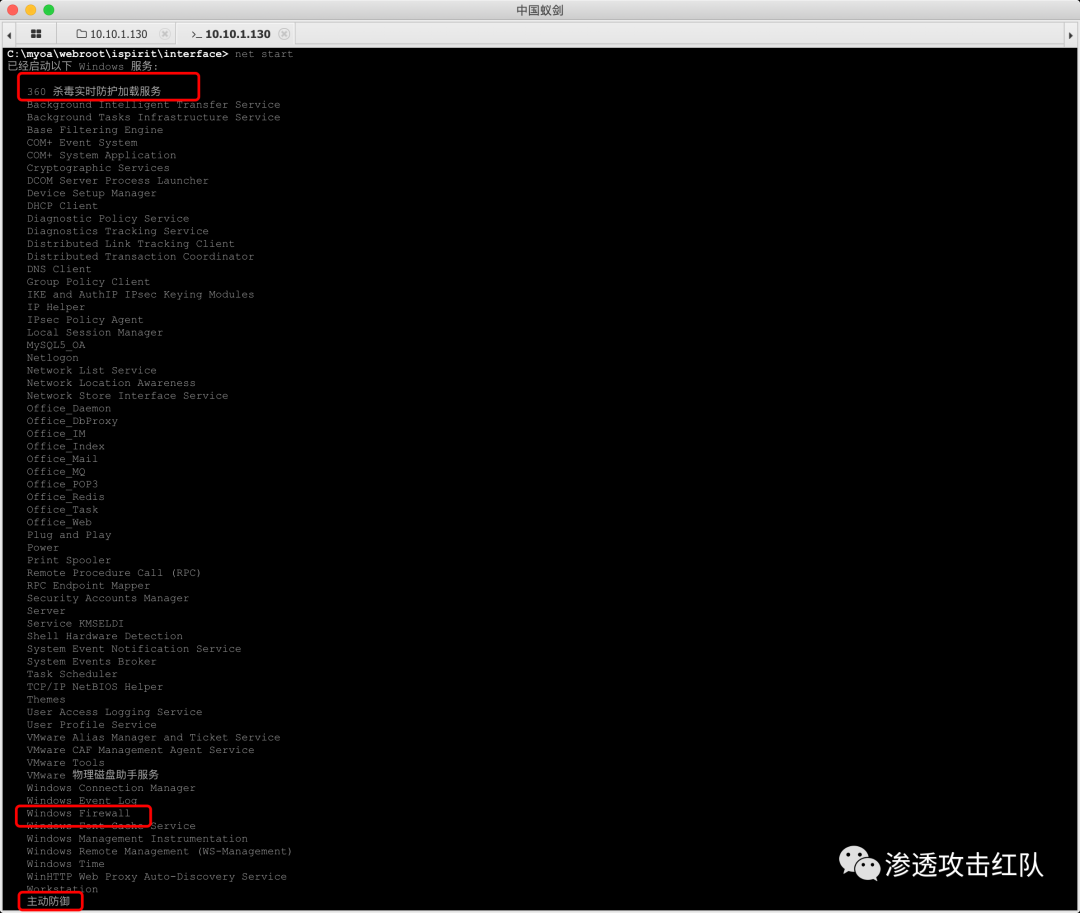 中国蚁剑
10.10.1.130
>_ 10.10.1.130
C:\myoa\webroot\ispirit\interface> net start
已经启动以下 Windows 服务:
360 杀毒实时防护加载服务
Background Intelligent Transfer Service
Background Tasks Infrastructure Service
Base Filtering Engine
COM+ Event System
COM+ System Application
Cryptographic Services
DCOM Server Process Launcher
Device Setup Manager
DHCP Client
Diagnostic Policy Service
Diagnostics Tracking Service
Distributed Link Tracking Client
Distributed Transaction Coordinator
DNS Client
Group Policy Client
IKE and AuthIP IPsec Keying Modules
IP Helper
IPsec Policy Agent
Local Session Manager
MySQL5_OA
Netlogon
Network List Service
Network Location Awareness
Network Store Interface Service
Office_Daemon
Office_DbProxy
Office_IM
Office_Index
Office_Mail
Office_MQ
Office_POP3
Office_Redis
Office_Task
Office_Web
Plug and Play
Power
Print Spooler
Remote Procedure Call (RPC)
RPC Endpoint Mapper
Security Accounts Manager
Server
Service KMSELDI
Shell Hardware Detection
System Event Notification Service
System Events Broker
Task Scheduler
TCP/IP NetBIOS Helper
Themes
User Access Logging Service
User Profile Service
VMware Alias Manager and Ticket Service
VMware CAF Management Agent Service
VMware Tools
VMware 物理磁盘助手服务
Windows Connection Manager
Windows Event Log
Windows Firewall
Windows Font Cache Service
Windows Management Instrumentation
Windows Remote Management (WS-Management)
Windows Time
WinHTTP Web Proxy Auto-Discovery Service
Workstation
主动防御
渗透攻击红队